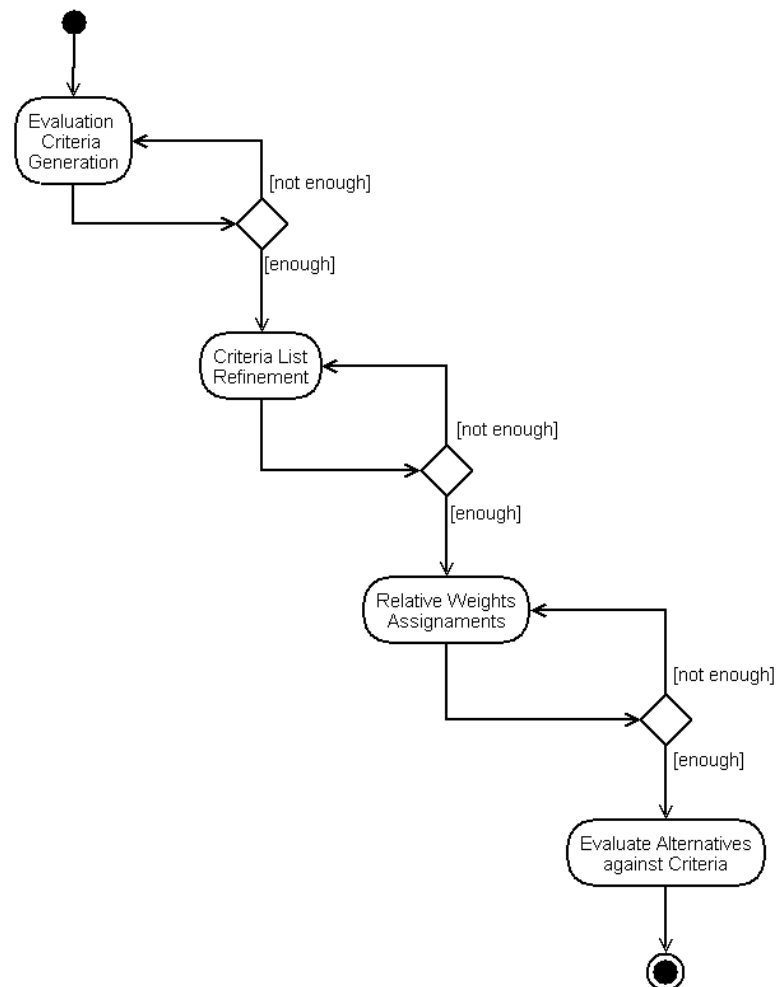 Evaluation
Criteria
Generation
[not enough]
[enough]
Criteria List
Refinement
[not enough]
[enough]
Relative Weights
Assignaments
[not enough]
[enough]
Evaluate Alternatives
against Criteria